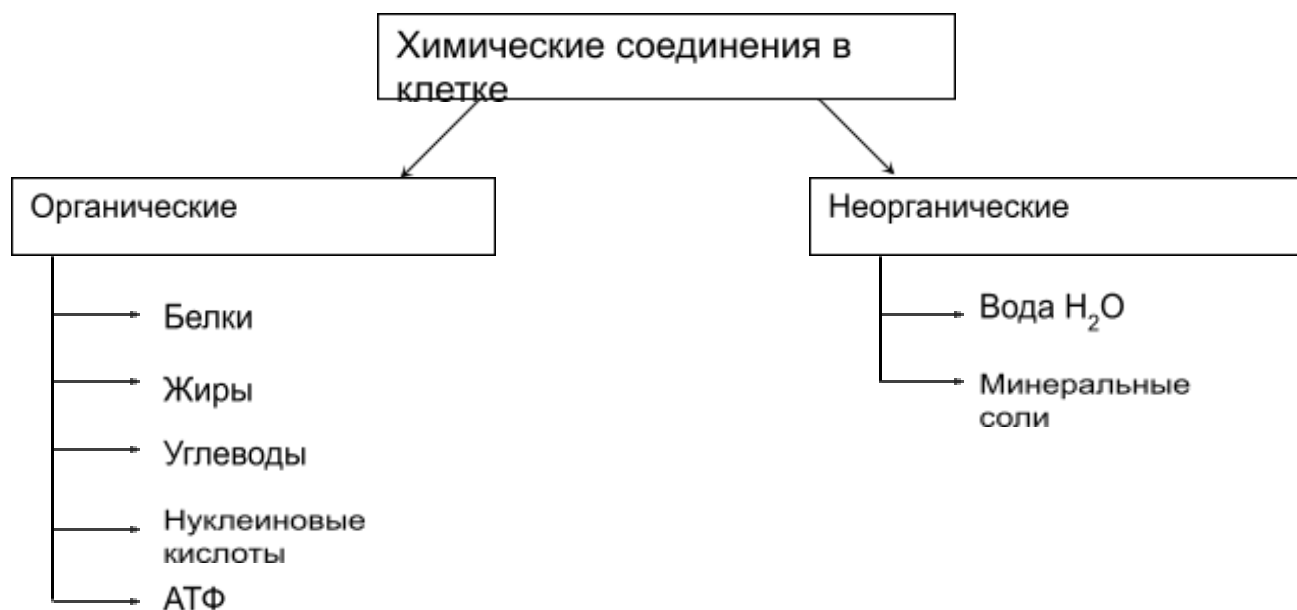 Химические соединения в
клетке
Органические
Белки
Жиры
Углеводы
Нуклеиновые
кислоты
АТФ
Неорганические
Вода H₂O
Минеральные
соли